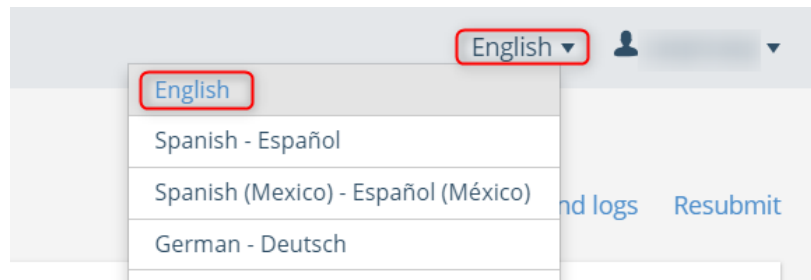 English
English
Spanish - Español
Spanish (Mexico) - Español (México)
nd logs Resubmit
German - Deutsch